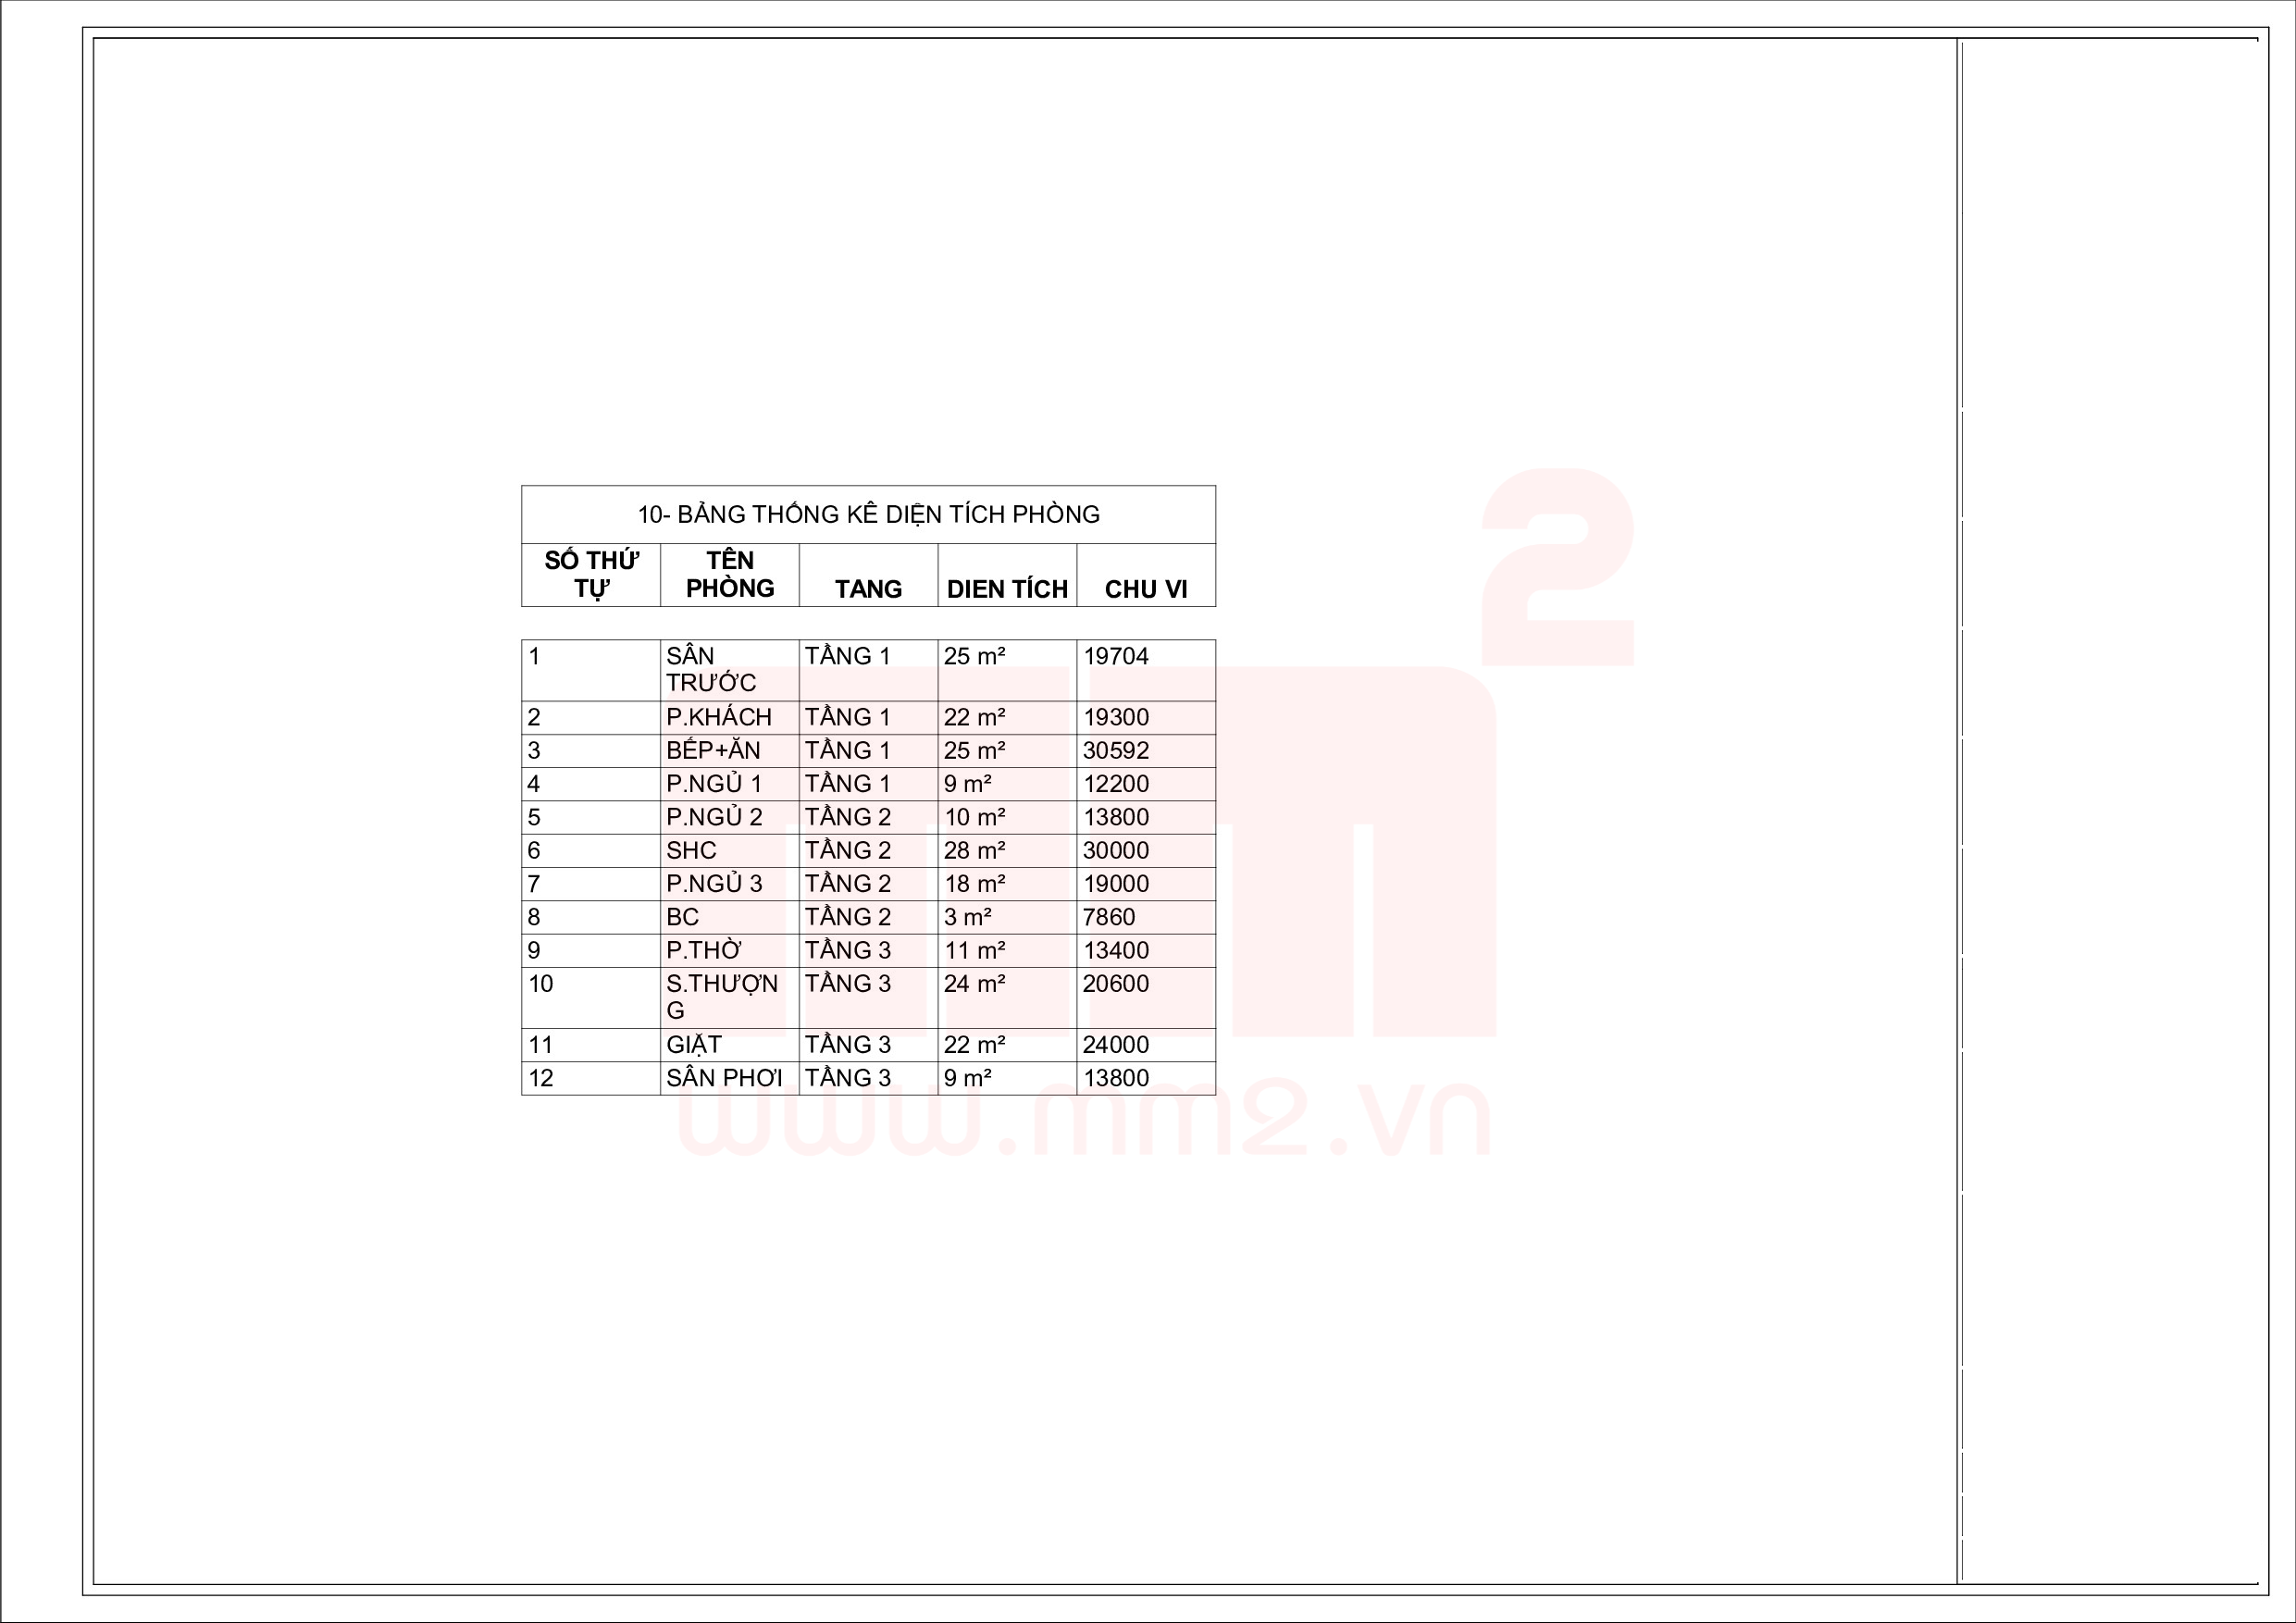 10- BẢNG THỐNG KÊ DIỆN TÍCH PHÒNG
SỐ THỨ TỰ TÊN PHÒNG TANG DIEN TÍCH CHU VI
1 SÂN TRƯỚC TẦNG 1 25 m² 19704
2 P.KHÁCH TẦNG 1 22 m² 19300
3 BẾP+ĂN TẦNG 1 25 m² 30592
4 P.NGỦ 1 TẦNG 1 9 m² 12200
5 P.NGỦ 2 TẦNG 2 10 m² 13800
6 SHC TẦNG 2 28 m² 30000
7 P.NGỦ 3 TẦNG 2 18 m² 19000
8 BC TẦNG 2 3 m² 7860
9 P.THỜ TẦNG 3 11 m² 13400
10 S.THƯỢNG TẦNG 3 24 m² 20600
11 GIẶT TẦNG 3 22 m² 24000
12 SÂN PHƠI TẦNG 3 9 m² 13800
mm²
www.mm2.vn